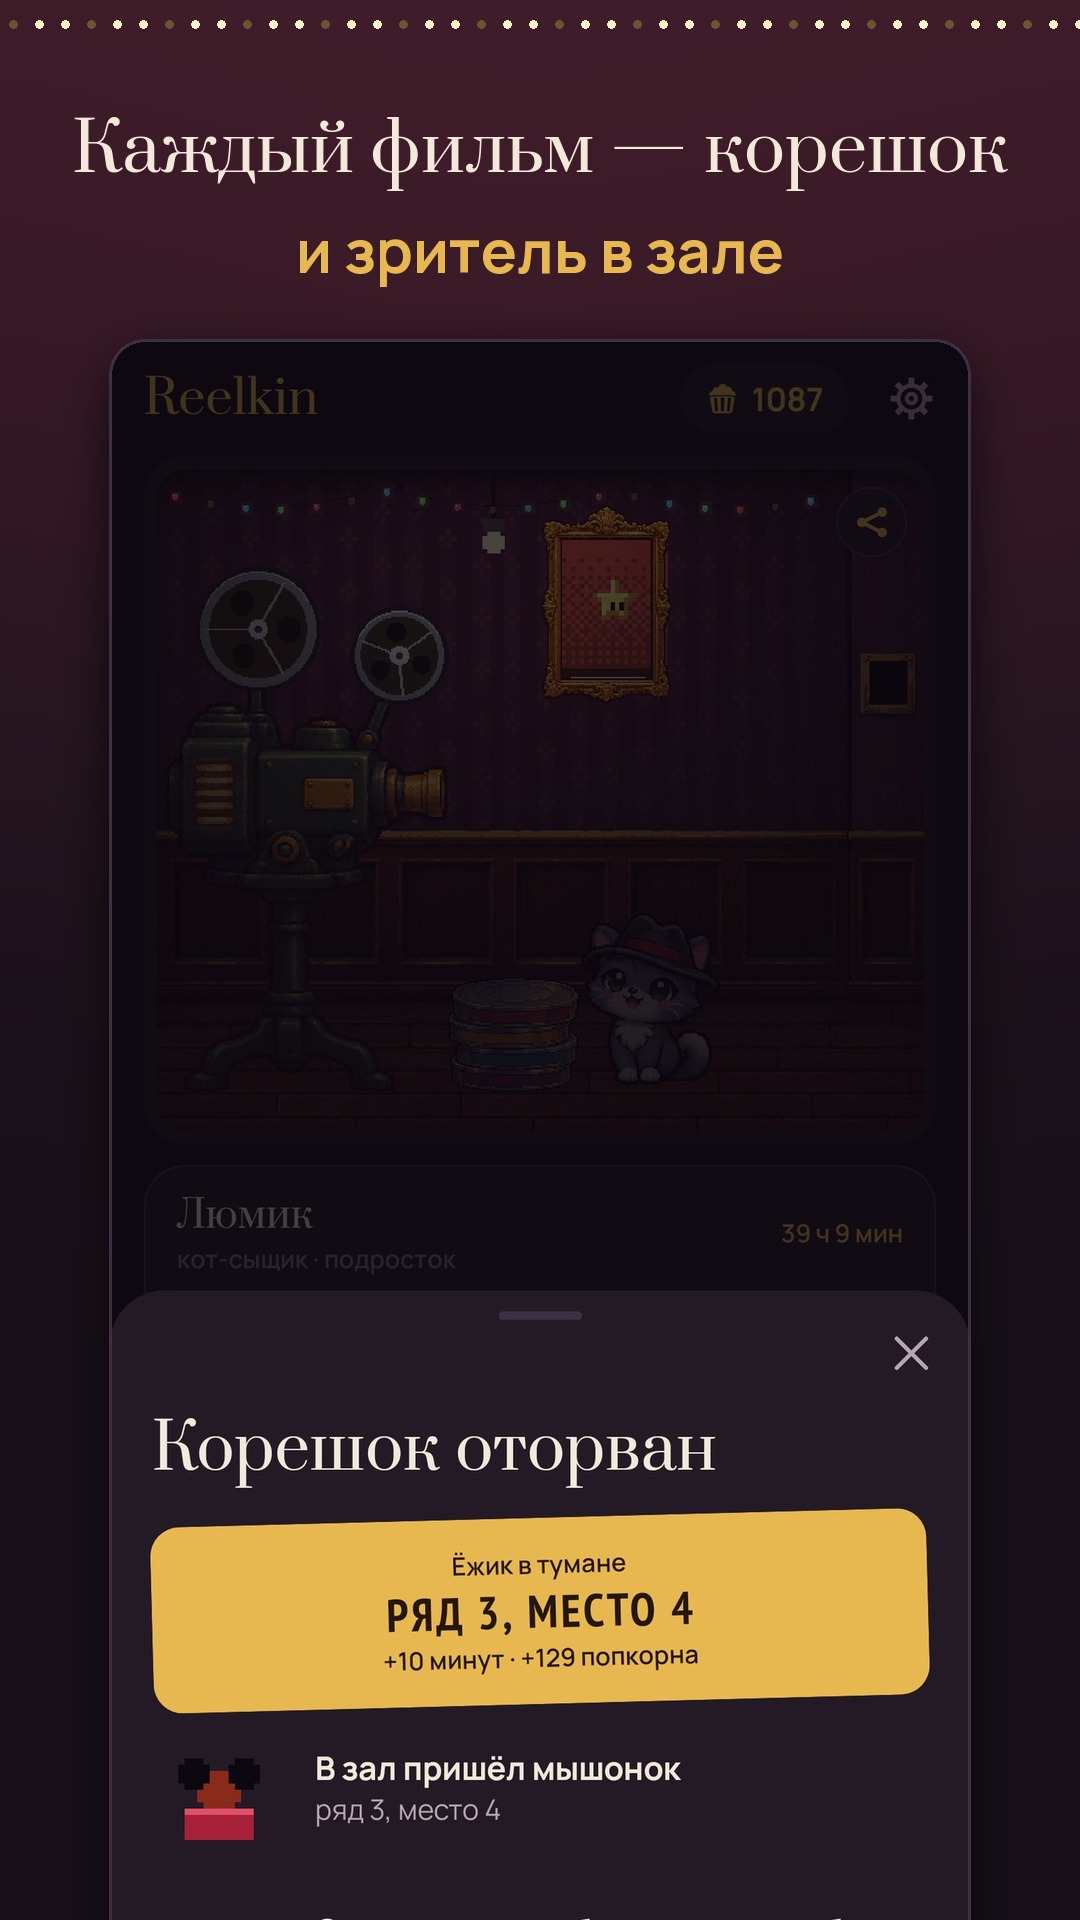 Каждый фильм — корешок
и зритель в зале
Reelkin
1087
Люмик
39 ч 9 мин
кот-сыщик · подросток
Корешок оторван
Ёжик в тумане
РЯД 3, МЕСТО 4
+10 минут · +129 попкорна
В зал пришёл мышонок
ряд 3, место 4